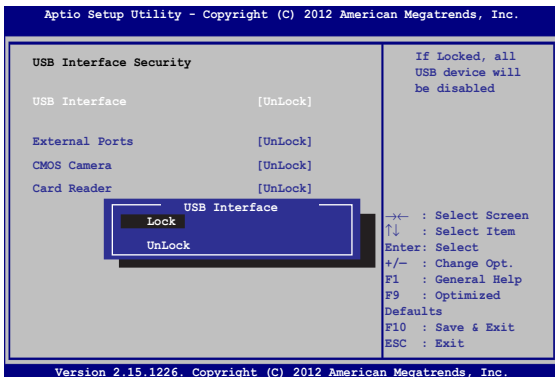 Aptio Setup Utility - Copyright (C) 2012 American Megatrends, Inc.
USB Interface Security
USB Interface [UnLock]
External Ports [UnLock]
CMOS Camera [UnLock]
Card Reader [UnLock]
USB Interface
Lock
UnLock
If Locked, all
USB device will
be disabled
→← : Select Screen
↑↓ : Select Item
Enter: Select
+/— : Change Opt.
F1 : General Help
F9 : Optimized
Defaults
F10 : Save & Exit
ESC : Exit
Version 2.15.1226. Copyright (C) 2012 American Megatrends, Inc.